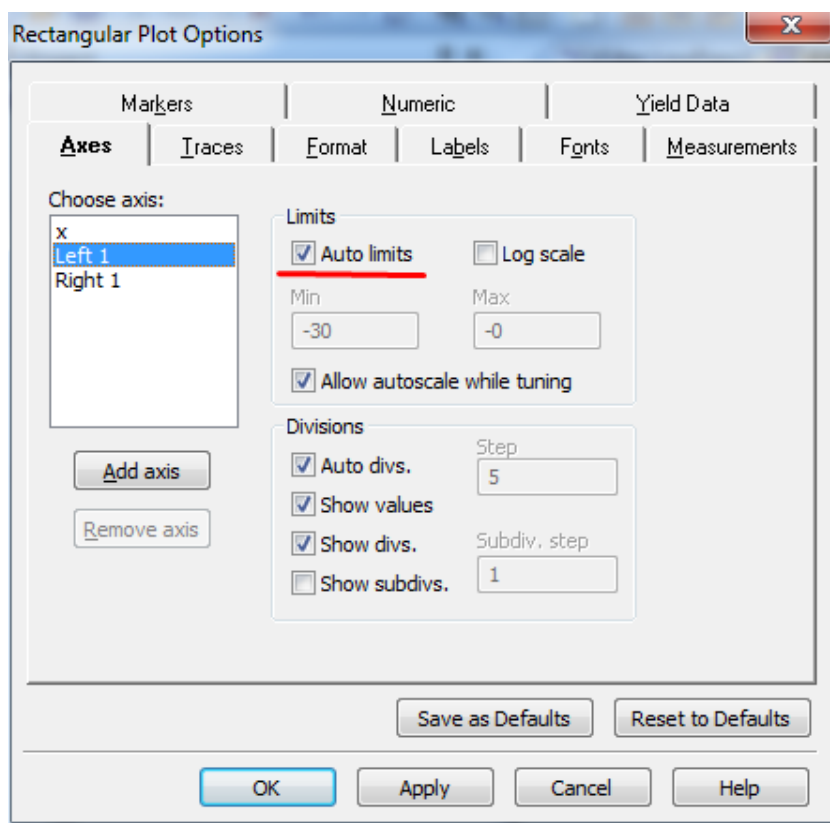 Rectangular Plot Options
X
Markers
Numeric
Yield Data
Axes
Traces
Format
Labels
Fonts
Measurements
Choose axis:
x
Left 1
Right 1
Add axis
Remove axis
Limits
Auto limits
Log scale
Min
Max
-30
-0
Allow autoscale while tuning
Divisions
Auto divs.
Step
5
Show values
Show divs.
Subdiv. step
Show subdivs.
1
Save as Defaults
Reset to Defaults
OK
Apply
Cancel
Help